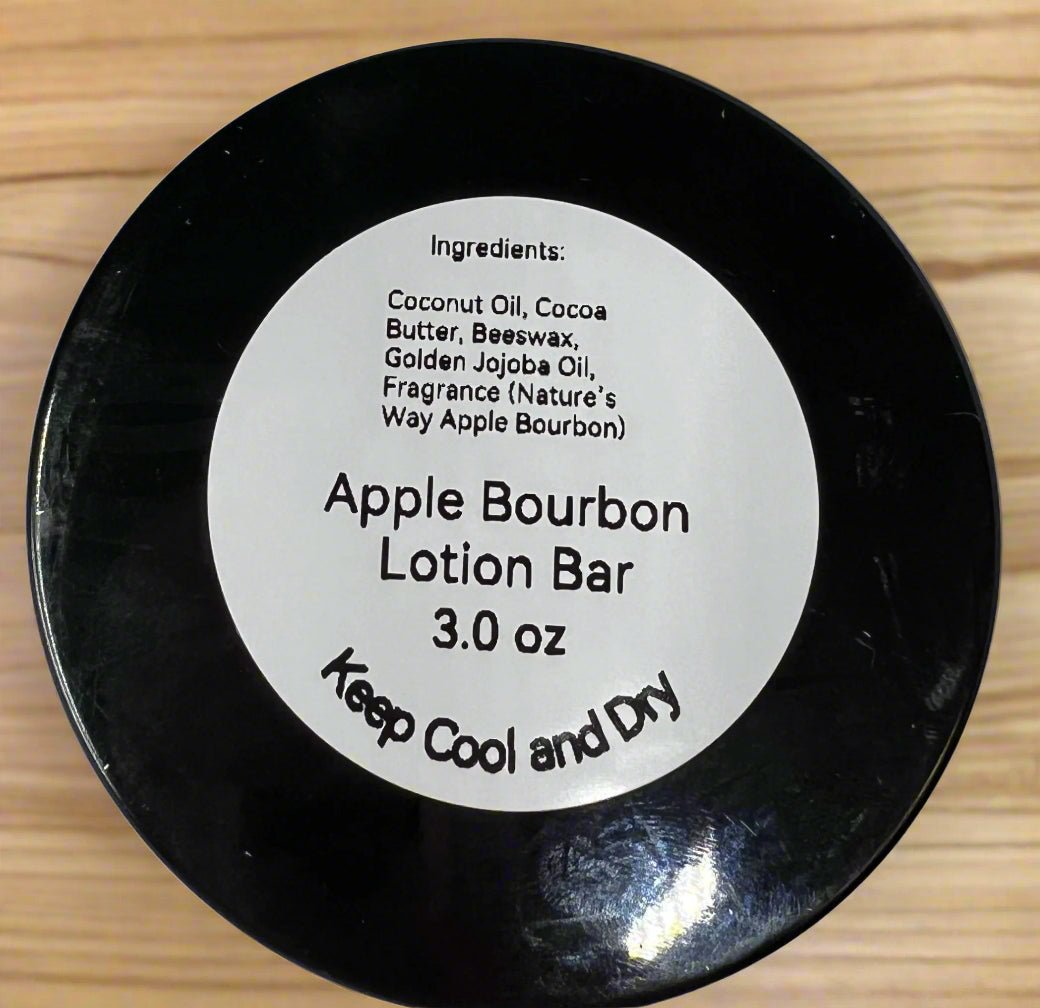 Ingredients:
Coconut Oil, Cocoa
Butter, Beeswax,
Golden Jojoba Oil,
Fragrance (Nature's
Way Apple Bourbon)
Apple Bourbon
Lotion Bar
3.0 oz
Keep Cool and Dry